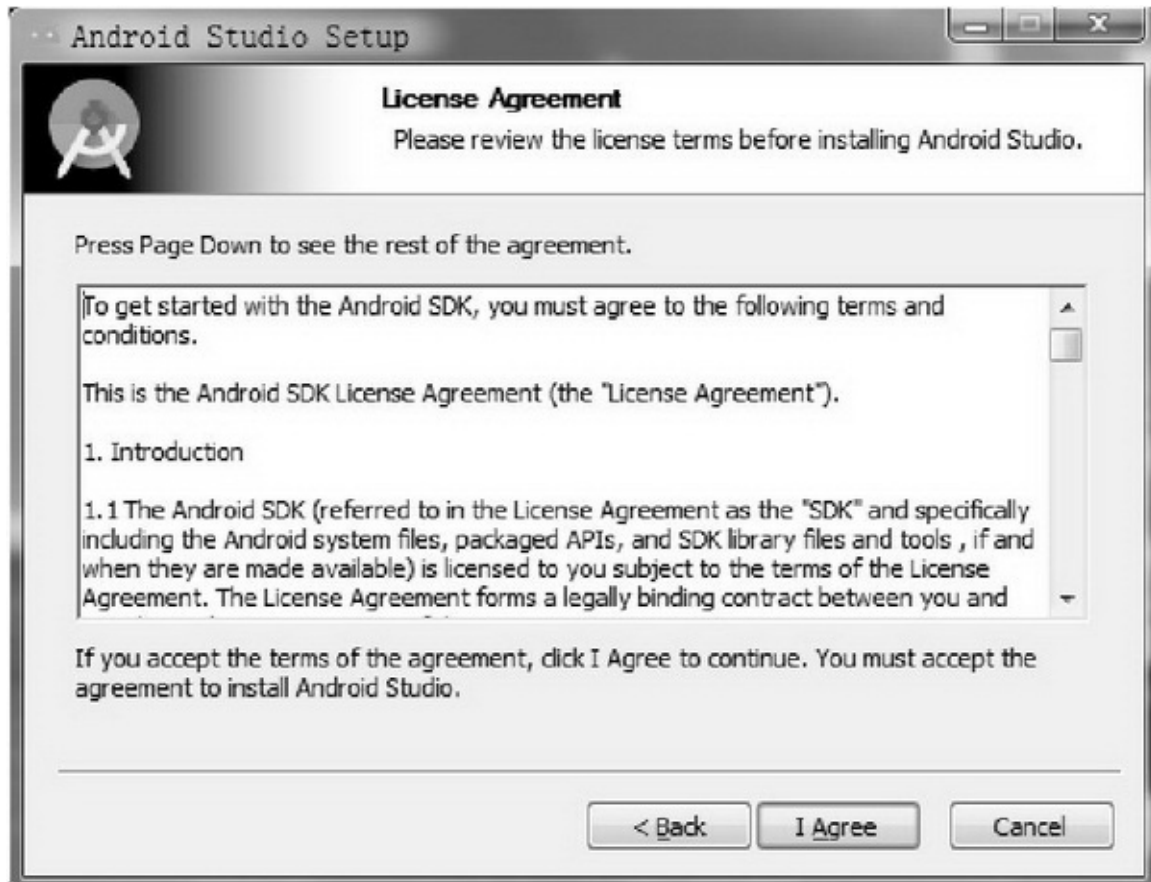 Android Studio Setup
License Agreement
Please review the license terms before installing Android Studio.
Press Page Down to see the rest of the agreement.
To get started with the Android SDK, you must agree to the following terms and
conditions.
This is the Android SDK License Agreement (the "License Agreement").
1. Introduction
1.1 The Android SDK (referred to in the License Agreement as the "SDK" and specifically
including the Android system files, packaged APIs, and SDK library files and tools , if and
when they are made available) is licensed to you subject to the terms of the License
Agreement. The License Agreement forms a legally binding contract between you and
If you accept the terms of the agreement, click I Agree to continue. You must accept the
agreement to install Android Studio.
< Back
I Agree
Cancel